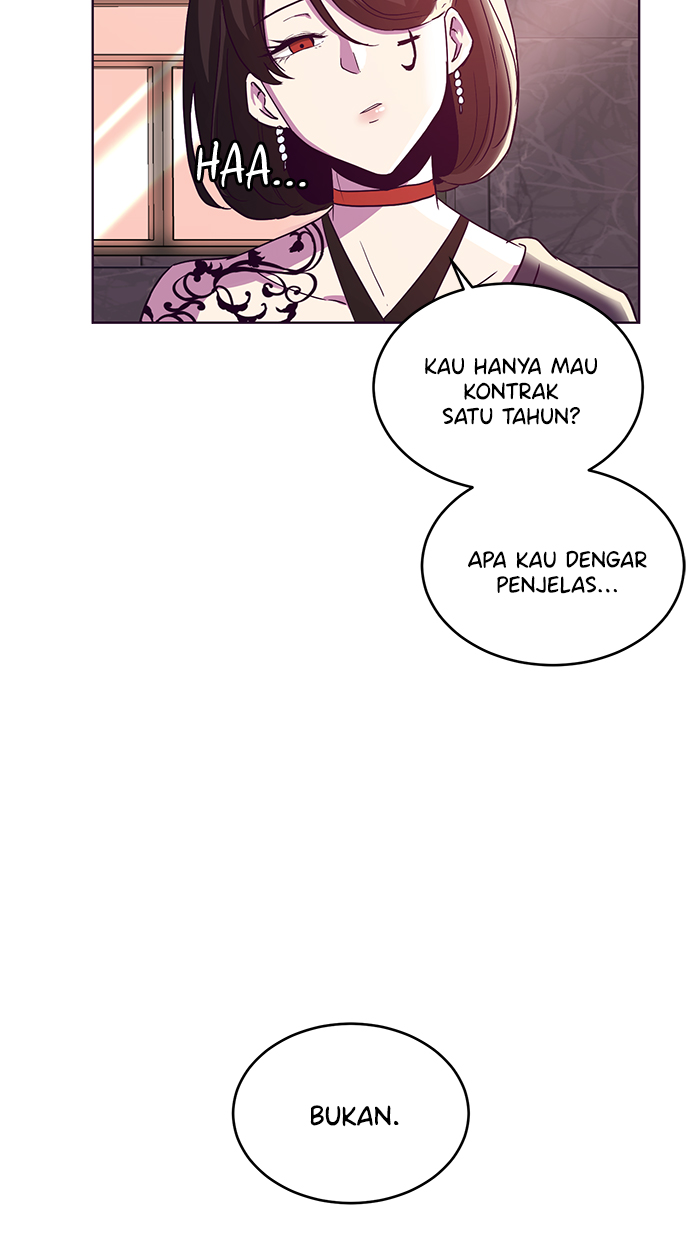 HAA...
KAU HANYA MAU
KONTRAK
SATU TAHUN?
APA KAU DENGAR
PENJELAS...
BUKAN.